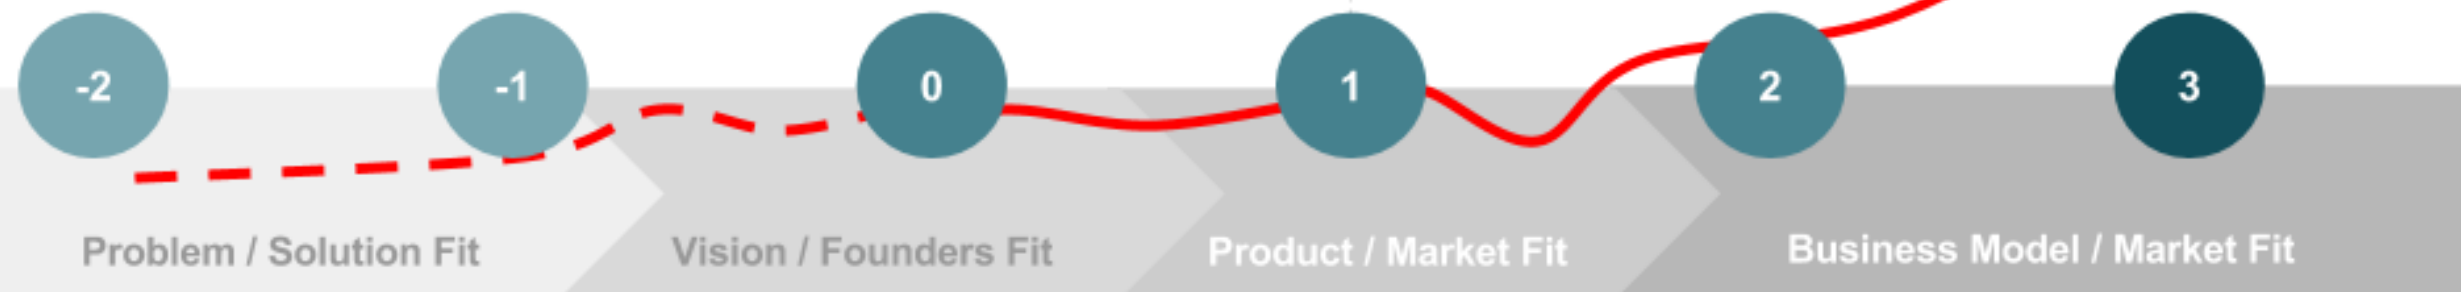 -2 -1 0 1 2 3
Problem / Solution Fit Vision / Founders Fit Product / Market Fit Business Model / Market Fit